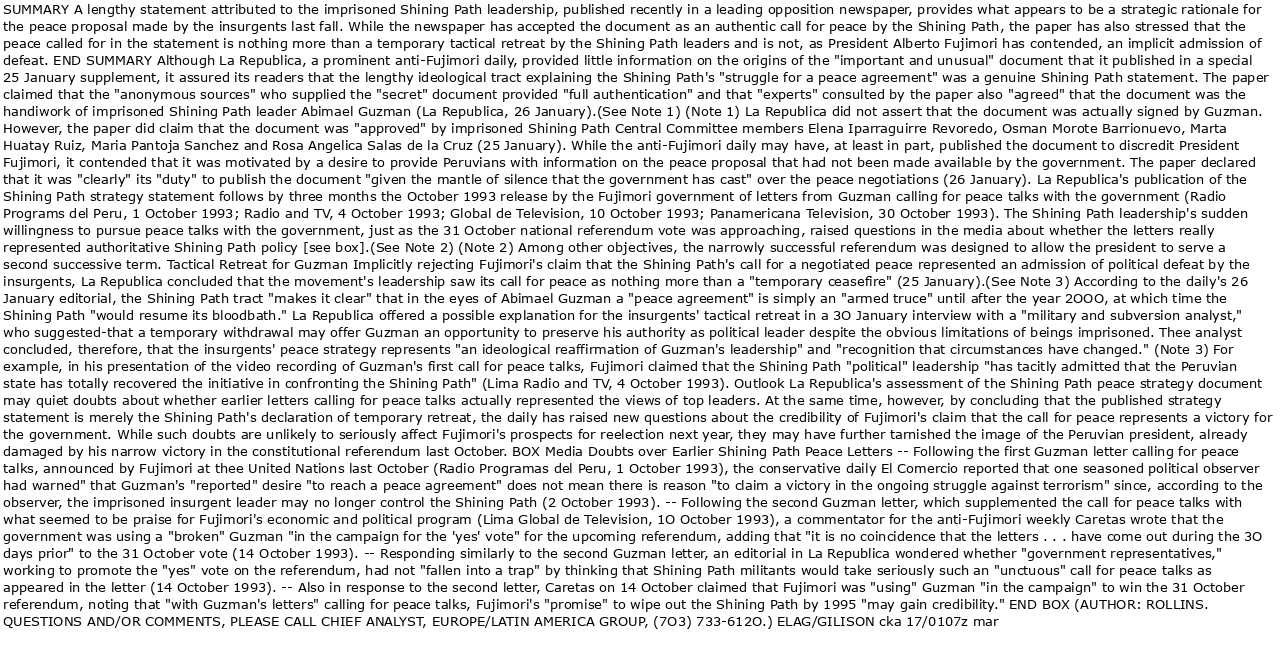 SUMMARY A lengthy statement attributed to the imprisoned Shining Path leadership, published recently in a leading opposition newspaper, provides what appears to be a strategic rationale for
the peace proposal made by the insurgents last fall. While the newspaper has accepted the document as an authentic call for peace by the Shining Path, the paper has also stressed that the
peace called for in the statement is nothing more than a temporary tactical retreat by the Shining Path leaders and is not, as President Alberto Fujimori has contended, an implicit admission of
defeat. END SUMMARY Although La Republica, a prominent anti-Fujimori daily, provided little information on the origins of the "important and unusual" document that it published in a special
25 January supplement, it assured its readers that the lengthy ideological tract explaining the Shining Path's "struggle for a peace agreement" was a genuine Shining Path statement. The paper
claimed that the "anonymous sources" who supplied the "secret" document provided "full authentication" and that "experts" consulted by the paper also "agreed" that the document was the
handiwork of imprisoned Shining Path leader Abimael Guzman (La Republica, 26 January).(See Note 1) (Note 1) La Republica did not assert that the document was actually signed by Guzman.
However, the paper did claim that the document was "approved" by imprisoned Shining Path Central Committee members Elena Iparraguirre Revoredo, Osman Morote Barrionuevo, Marta
Huatay Ruiz, Maria Pantoja Sanchez and Rosa Angelica Salas de la Cruz (25 January). While the anti-Fujimori daily may have, at least in part, published the document to discredit President
Fujimori, it contended that it was motivated by a desire to provide Peruvians with information on the peace proposal that had not been made available by the government. The paper declared
that it was "clearly" its "duty" to publish the document "given the mantle of silence that the government has cast" over the peace negotiations (26 January). La Republica's publication of the
Shining Path strategy statement follows by three months the October 1993 release by the Fujimori government of letters from Guzman calling for peace talks with the government (Radio
Programs del Peru, 1 October 1993; Radio and TV, 4 October 1993; Global de Television, 10 October 1993; Panamericana Television, 30 October 1993). The Shining Path leadership's sudden
willingness to pursue peace talks with the government, just as the 31 October national referendum vote was approaching, raised questions in the media about whether the letters really
represented authoritative Shining Path policy [see box].(See Note 2) (Note 2) Among other objectives, the narrowly successful referendum was designed to allow the president to serve a
second successive term. Tactical Retreat for Guzman Implicitly rejecting Fujimori's claim that the Shining Path's call for a negotiated peace represented an admission of political defeat by the
insurgents, La Republica concluded that the movement's leadership saw its call for peace as nothing more than a "temporary ceasefire" (25 January).(See Note 3) According to the daily's 26
January editorial, the Shining Path tract "makes it clear" that in the eyes of Abimael Guzman a "peace agreement" is simply an "armed truce" until after the year 2OOO, at which time the
Shining Path "would resume its bloodbath." La Republica offered a possible explanation for the insurgents' tactical retreat in a 3O January interview with a "military and subversion analyst,"
who suggested-that a temporary withdrawal may offer Guzman an opportunity to preserve his authority as political leader despite the obvious limitations of beings imprisoned. Thee analyst
concluded, therefore, that the insurgents' peace strategy represents "an ideological reaffirmation of Guzman's leadership" and "recognition that circumstances have changed." (Note 3) For
example, in his presentation of the video recording of Guzman's first call for peace talks, Fujimori claimed that the Shining Path "political" leadership "has tacitly admitted that the Peruvian
state has totally recovered the initiative in confronting the Shining Path" (Lima Radio and TV, 4 October 1993). Outlook La Republica's assessment of the Shining Path peace strategy document
may quiet doubts about whether earlier letters calling for peace talks actually represented the views of top leaders. At the same time, however, by concluding that the published strategy
statement is merely the Shining Path's declaration of temporary retreat, the daily has raised new questions about the credibility of Fujimori's claim that the call for peace represents a victory for
the government. While such doubts are unlikely to seriously affect Fujimori's prospects for reelection next year, they may have further tarnished the image of the Peruvian president, already
damaged by his narrow victory in the constitutional referendum last October. BOX Media Doubts over Earlier Shining Path Peace Letters -- Following the first Guzman letter calling for peace
talks, announced by Fujimori at thee United Nations last October (Radio Programas del Peru, 1 October 1993), the conservative daily El Comercio reported that one seasoned political observer
had warned" that Guzman's "reported" desire "to reach a peace agreement" does not mean there is reason "to claim a victory in the ongoing struggle against terrorism" since, according to the
observer, the imprisoned insurgent leader may no longer control the Shining Path (2 October 1993). -- Following the second Guzman letter, which supplemented the call for peace talks with
what seemed to be praise for Fujimori's economic and political program (Lima Global de Television, 1O October 1993), a commentator for the anti-Fujimori weekly Caretas wrote that the
government was using a "broken" Guzman "in the campaign for the 'yes' vote" for the upcoming referendum, adding that "it is no coincidence that the letters . . . have come out during the 3O
days prior" to the 31 October vote (14 October 1993). -- Responding similarly to the second Guzman letter, an editorial in La Republica wondered whether "government representatives,"
working to promote the "yes" vote on the referendum, had not "fallen into a trap" by thinking that Shining Path militants would take seriously such an "unctuous" call for peace talks as
appeared in the letter (14 October 1993). -- Also in response to the second letter, Caretas on 14 October claimed that Fujimori was "using" Guzman "in the campaign" to win the 31 October
referendum, noting that "with Guzman's letters" calling for peace talks, Fujimori's "promise" to wipe out the Shining Path by 1995 "may gain credibility." END BOX (AUTHOR: ROLLINS.
QUESTIONS AND/OR COMMENTS, PLEASE CALL CHIEF ANALYST, EUROPE/LATIN AMERICA GROUP, (7O3) 733-612O.) ELAG/GILISON cka 17/0107z mar